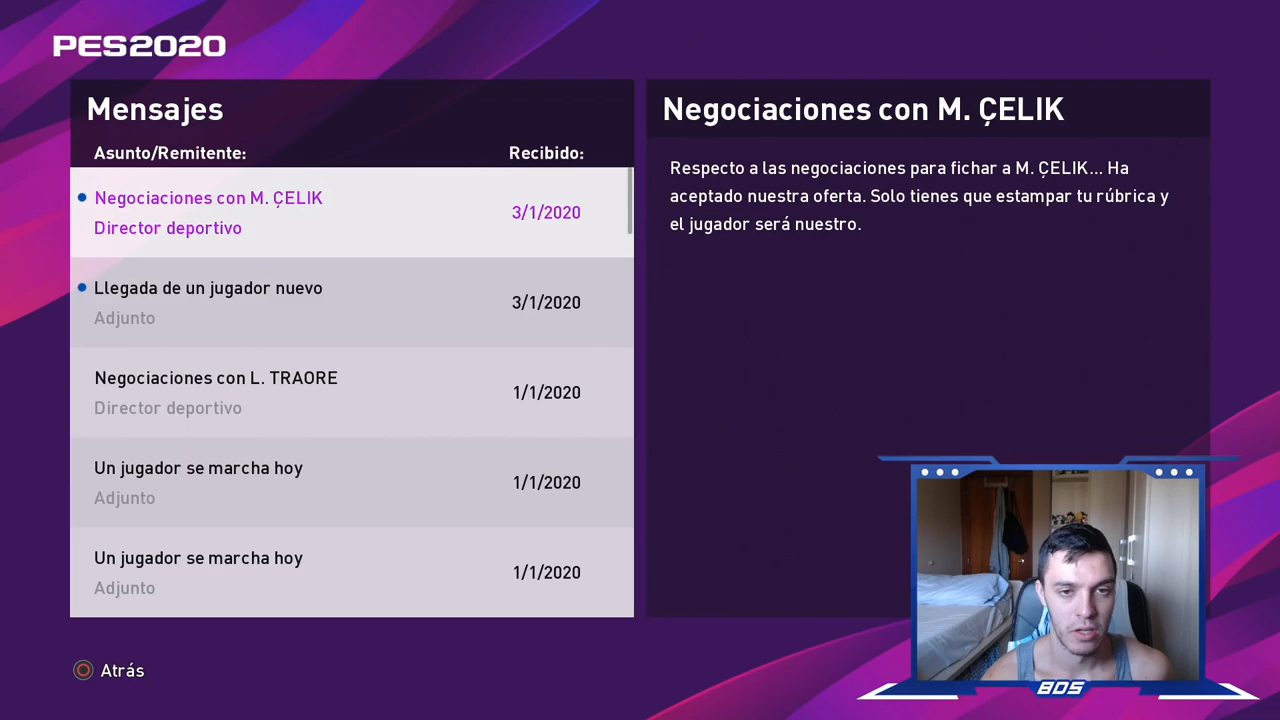 PES2020
Mensajes
Asunto/Remitente: Recibido:
Negociaciones con M. ÇELIK
Director deportivo
3/1/2020
Llegada de un jugador nuevo
Adjunto
3/1/2020
Negociaciones con L. TRAORE
Director deportivo
1/1/2020
Un jugador se marcha hoy
Adjunto
1/1/2020
Un jugador se marcha hoy
Adjunto
1/1/2020
Negociaciones con M. ÇELIK
Respecto a las negociaciones para fichar a M. ÇELIK... Ha
aceptado nuestra oferta. Solo tienes que estampar tu rúbrica y
el jugador será nuestro.
Atrás
BDS